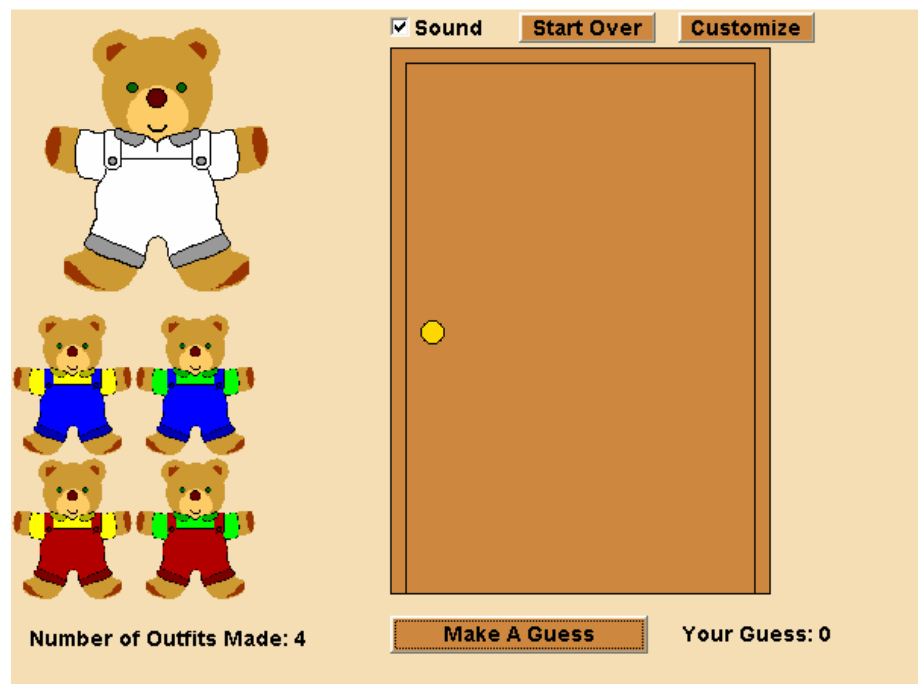 Sound
Start Over
Customize
Number of Outfits Made: 4
Make A Guess
Your Guess: 0